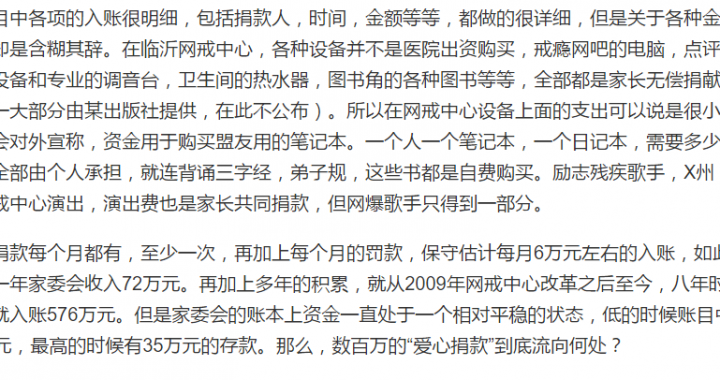 目中各项的入账很明细，包括捐款人，时间，金额等等，都做的很详细，但是关于各种金
却是含糊其辞。在临沂网戒中心，各种设备并不是医院出资购买，戒瘾网吧的电脑，点评
设备和专业的调音台，卫生间的热水器，图书角的各种图书等等，全部都是家长无偿捐献
一大部分由某出版社提供，在此不公布）。所以在网戒中心设备上面的支出可以说是很小
会对外宣称，资金用于购买盟友用的笔记本。一个人一个笔记本，一个日记本，需要多少
全部由个人承担，就连背诵三字经，弟子规，这些书都是自费购买。励志残疾歌手，X州
戒中心演出，演出费也是家长共同捐款，但网爆歌手只得到一部分。
捐款每个月都有，至少一次，再加上每个月的罚款，保守估计每月6万元左右的入账，如此
一年家委会收入72万元。再加上多年的积累，就从2009年网戒中心改革之后至今，八年时
就入账576万元。但是家委会的账本上资金一直处于一个相对平稳的状态，低的时候账目中
元，最高的时候有35万元的存款。那么，数百万的“爱心捐款”到底流向何处？